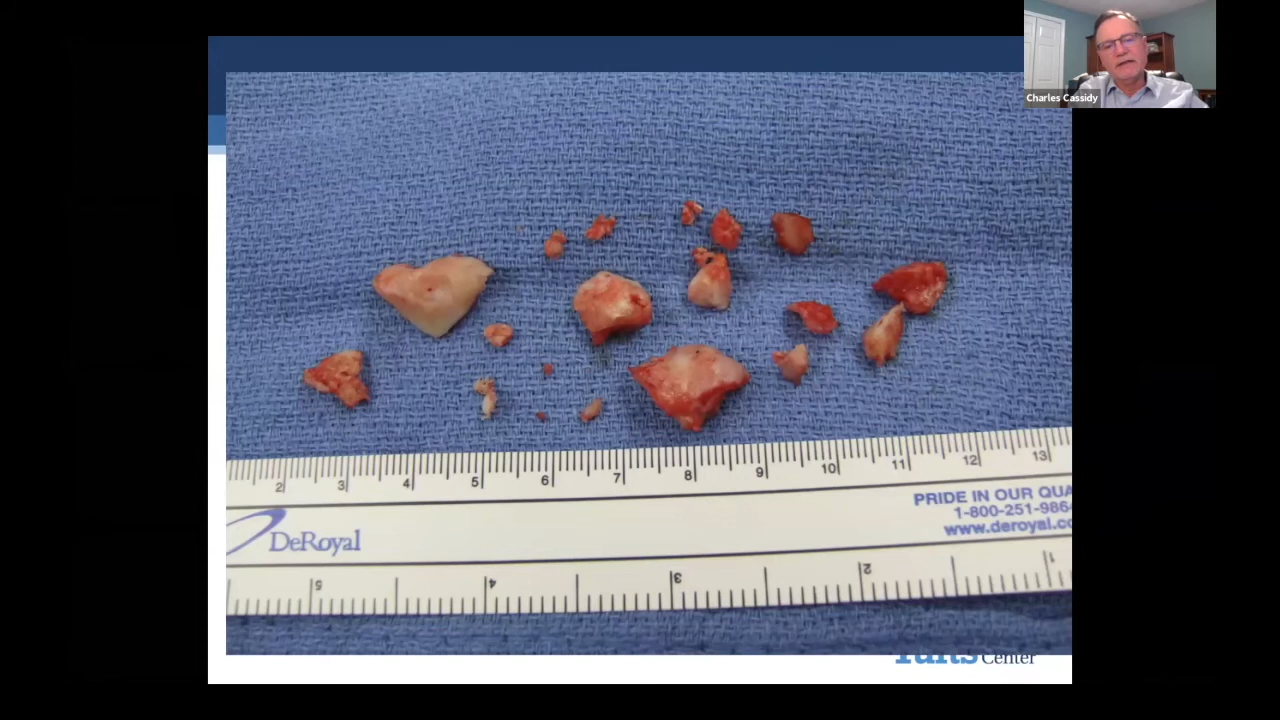 Charles Cassidy
2 3 4 5 6 7 8 9 10 11 12 13
PRIDE IN OUR QUA
1-800-251-986
www.deroyal.co
DeRoyal
5 4 3 2 1
Tufts Center